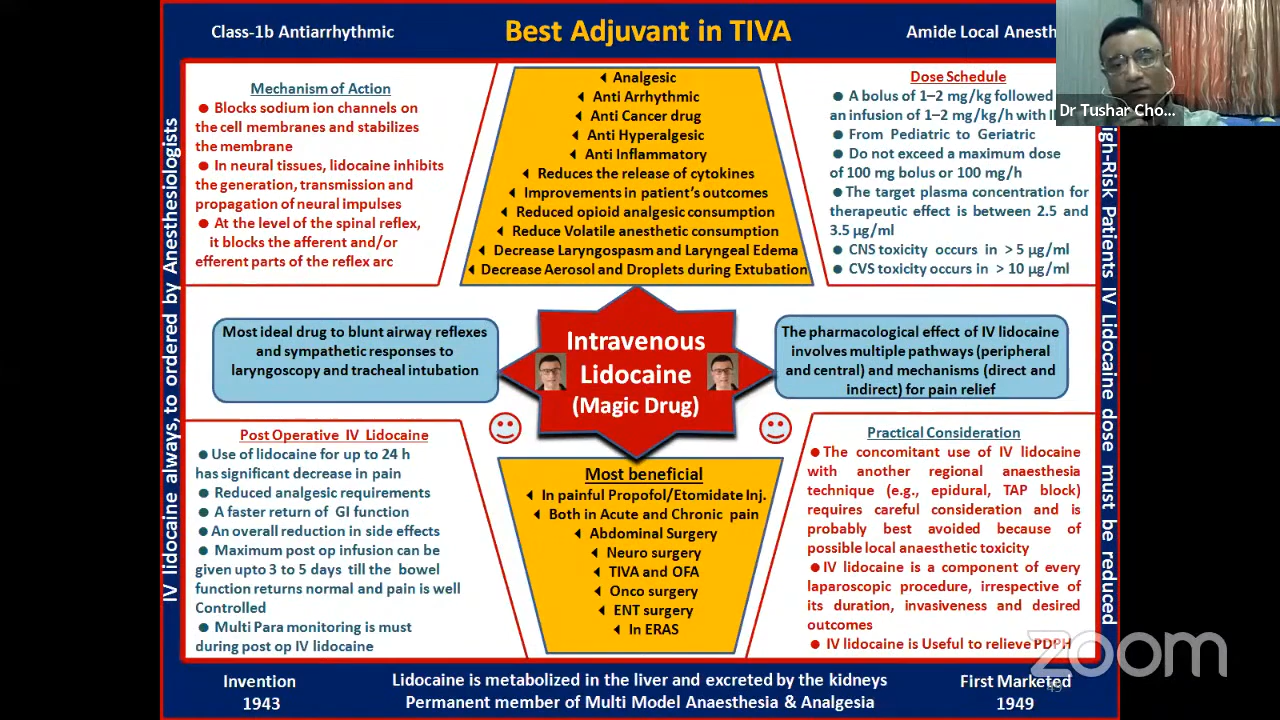 Class-1b Antiarrhythmic
Best Adjuvant in TIVA
Amide Local Anesth
Dr Tushar Cho...
IV lidocaine always, to ordered by Anesthesiologists
Mechanism of Action
Blocks sodium ion channels on
the cell membranes and stabilizes
the membrane
In neural tissues, lidocaine inhibits
the generation, transmission and
propagation of neural impulses
At the level of the spinal reflex,
it blocks the afferent and/or
efferent parts of the reflex arc
Analgesic
Anti Arrhythmic
Anti Cancer drug
Anti Hyperalgesic
Anti Inflammatory
Reduces the release of cytokines
Improvements in patient's outcomes
Reduced opioid analgesic consumption
Reduce Volatile anesthetic consumption
Decrease Laryngospasm and Laryngeal Edema
Decrease Aerosol and Droplets during Extubation
Dose Schedule
A bolus of 1–2 mg/kg followed
an infusion of 1–2 mg/kg/h with
From Pediatric to Geriatric
Do not exceed a maximum dose
of 100 mg bolus or 100 mg/h
The target plasma concentration for
therapeutic effect is between 2.5 and
3.5 µg/ml
CNS toxicity occurs in > 5 µg/ml
CVS toxicity occurs in > 10 µg/ml
igh-Risk Patients IV Lidocaine dose must be reduced
Most ideal drug to blunt airway reflexes
and sympathetic responses to
laryngoscopy and tracheal intubation
Intravenous
Lidocaine
(Magic Drug)
The pharmacological effect of IV lidocaine
involves multiple pathways (peripheral
and central) and mechanisms (direct and
indirect) for pain relief
Post Operative IV Lidocaine
Use of lidocaine for up to 24 h
has significant decrease in pain
Reduced analgesic requirements
A faster return of GI function
An overall reduction in side effects
Maximum post op infusion can be
given upto 3 to 5 days till the bowel
function returns normal and pain is well
Controlled
Multi Para monitoring is must
during post op IV lidocaine
Most beneficial
In painful Propofol/Etomidate Inj.
Both in Acute and Chronic pain
Abdominal Surgery
Neuro surgery
TIVA and OFA
Onco surgery
ENT surgery
In ERAS
Practical Consideration
The concomitant use of IV lidocaine
with another regional anaesthesia
technique (e.g., epidural, TAP block)
requires careful consideration and is
probably best avoided because of
possible local anaesthetic toxicity
IV lidocaine is a component of every
laparoscopic procedure, irrespective of
its duration, invasiveness and desired
outcomes
IV lidocaine is Useful to relieve PDPH
zoom
Invention
1943
Lidocaine is metabolized in the liver and excreted by the kidneys
Permanent member of Multi Model Anaesthesia & Analgesia
First Marketed
1949